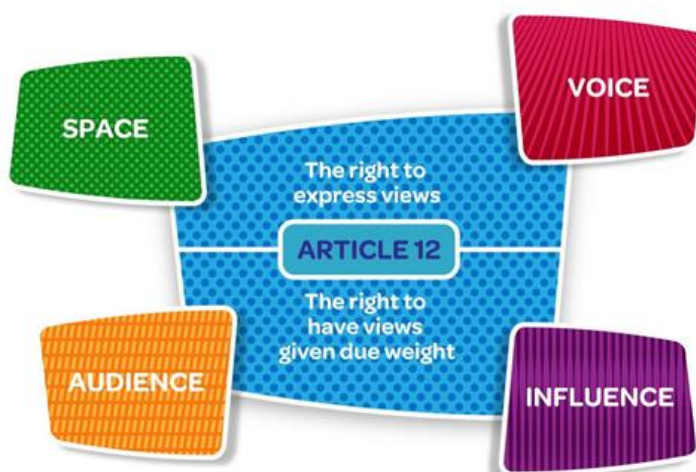 SPACE
VOICE
The right to
express views
ARTICLE 12
The right to
have views
given due weight
AUDIENCE
INFLUENCE